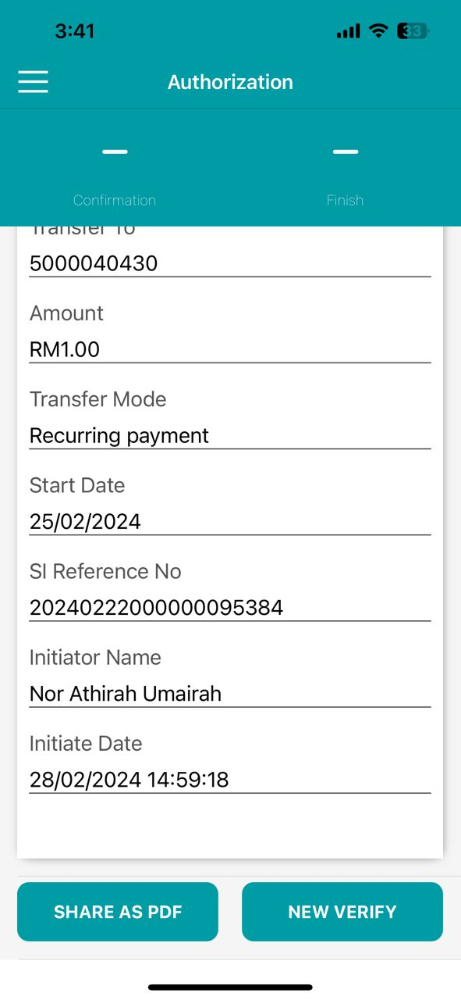 3:41
33
Authorization
Confirmation
Finish
Transfer To
5000040430
Amount
RM1.00
Transfer Mode
Recurring payment
Start Date
25/02/2024
SI Reference No
20240222000000095384
Initiator Name
Nor Athirah Umairah
Initiate Date
28/02/2024 14:59:18
SHARE AS PDF
NEW VERIFY